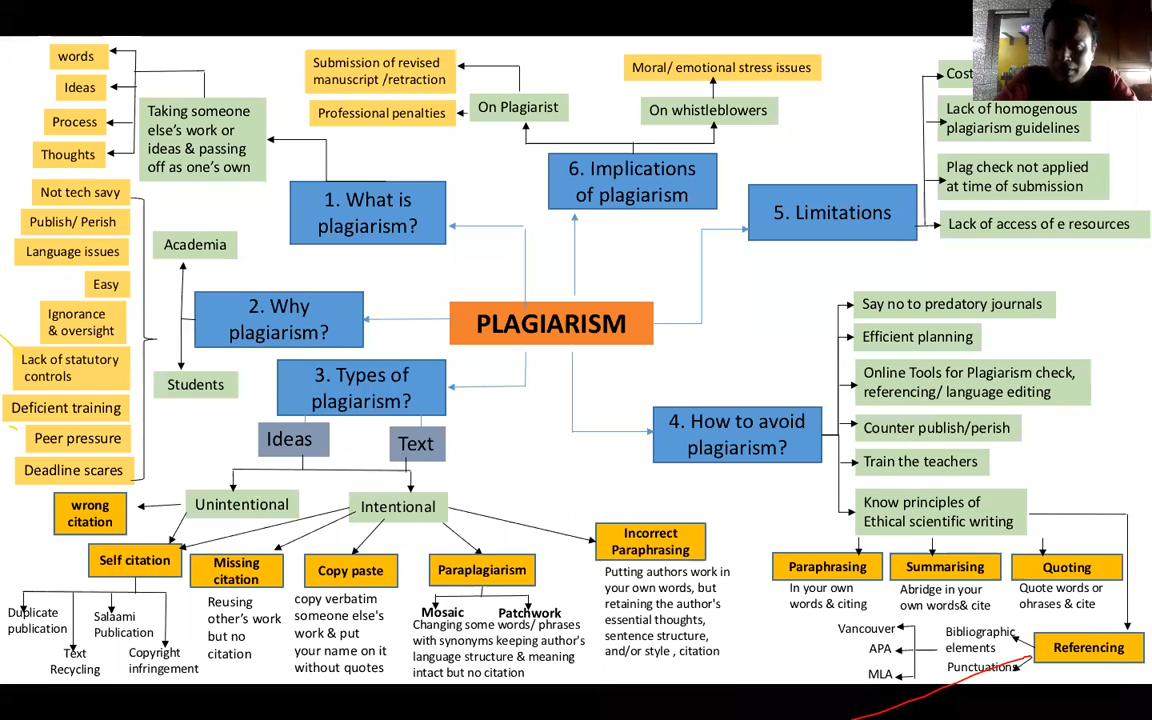 words
Ideas
Process
Thoughts
Taking someone
else's work or
ideas & passing
off as one's own
1. What is
plagiarism?
Submission of revised
manuscript /retraction
Professional penalties
On Plagiarist
Moral/ emotional stress issues
On whistleblowers
6. Implications
of plagiarism
5. Limitations
Cost
Lack of homogenous
plagiarism guidelines
Plag check not applied
at time of submission
Lack of access of e resources
Not tech savy
Publish/ Perish
Language issues
Easy
Ignorance
& oversight
Lack of statutory
controls
Deficient training
Peer pressure
Deadline scares
Academia
Students
2. Why
plagiarism?
PLAGIARISM
3. Types of
plagiarism?
Ideas
Text
Unintentional
Intentional
wrong
citation
Self citation
Duplicate
publication
Text
Recycling
Salaami
Publication
Copyright
infringement
Missing
citation
Reusing
other's work
but no
citation
Copy paste
copy verbatim
someone else's
work & put
your name on it
without quotes
Paraplagiarism
Mosaic
Patchwork
Changing some words/ phrases
with synonyms keeping author's
language structure & meaning
intact but no citation
Incorrect
Paraphrasing
Putting authors work in
your own words, but
retaining the author's
essential thoughts,
sentence structure,
and/or style , citation
4. How to avoid
plagiarism?
Say no to predatory journals
Efficient planning
Online Tools for Plagiarism check,
referencing/ language editing
Counter publish/perish
Train the teachers
Know principles of
Ethical scientific writing
Paraphrasing
In your own
words & citing
Summarising
Abridge in your
own words& cite
Quoting
Quote words or
phrases & cite
Referencing
Bibliographic
elements
Punctuations
Vancouver
APA
MLA